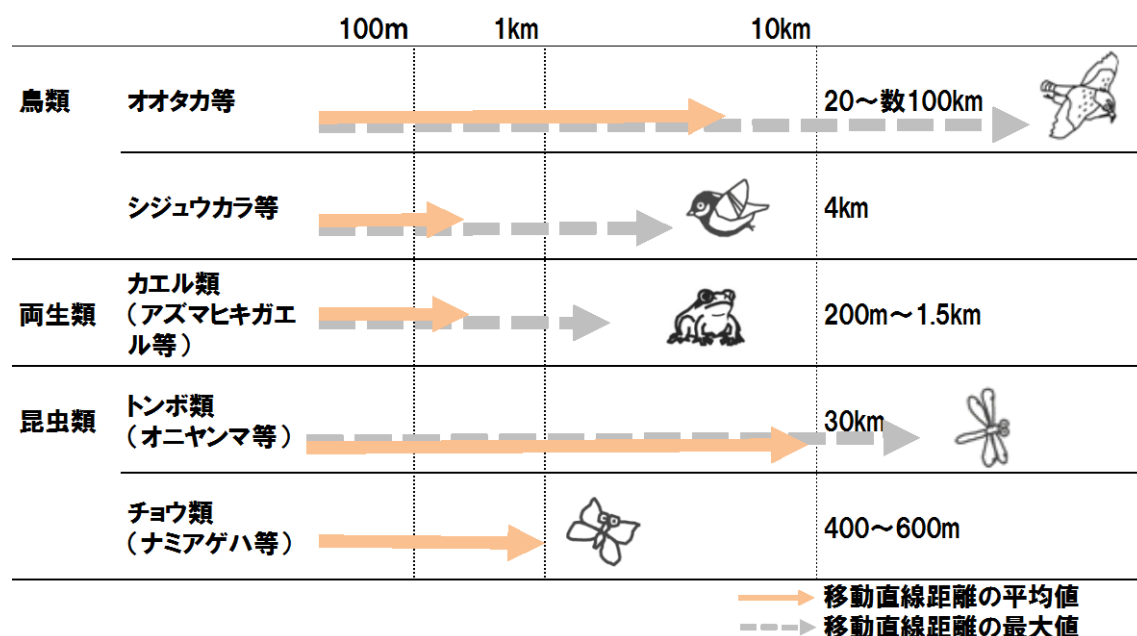 100m 1km 10km
鳥類 オオタカ等 20～数100km
シジュウカラ等 4km
両生類 カエル類
（アズマヒキガエ
ル等） 200m～1.5km
昆虫類 トンボ類
（オニヤンマ等） 30km
チョウ類
（ナミアゲハ等） 400～600m
移動直線距離の平均値
移動直線距離の最大値